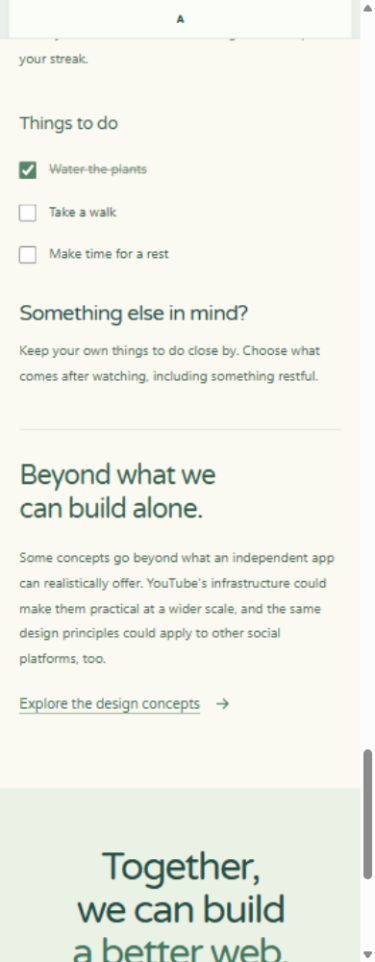 A
your streak.
Things to do
Water the plants
Take a walk
Make time for a rest
Something else in mind?
Keep your own things to do close by. Choose what
comes after watching, including something restful.
Beyond what we
can build alone.
Some concepts go beyond what an independent app
can realistically offer. YouTube's infrastructure could
make them practical at a wider scale, and the same
design principles could apply to other social
platforms, too.
Explore the design concepts →
Together,
we can build
a better web.